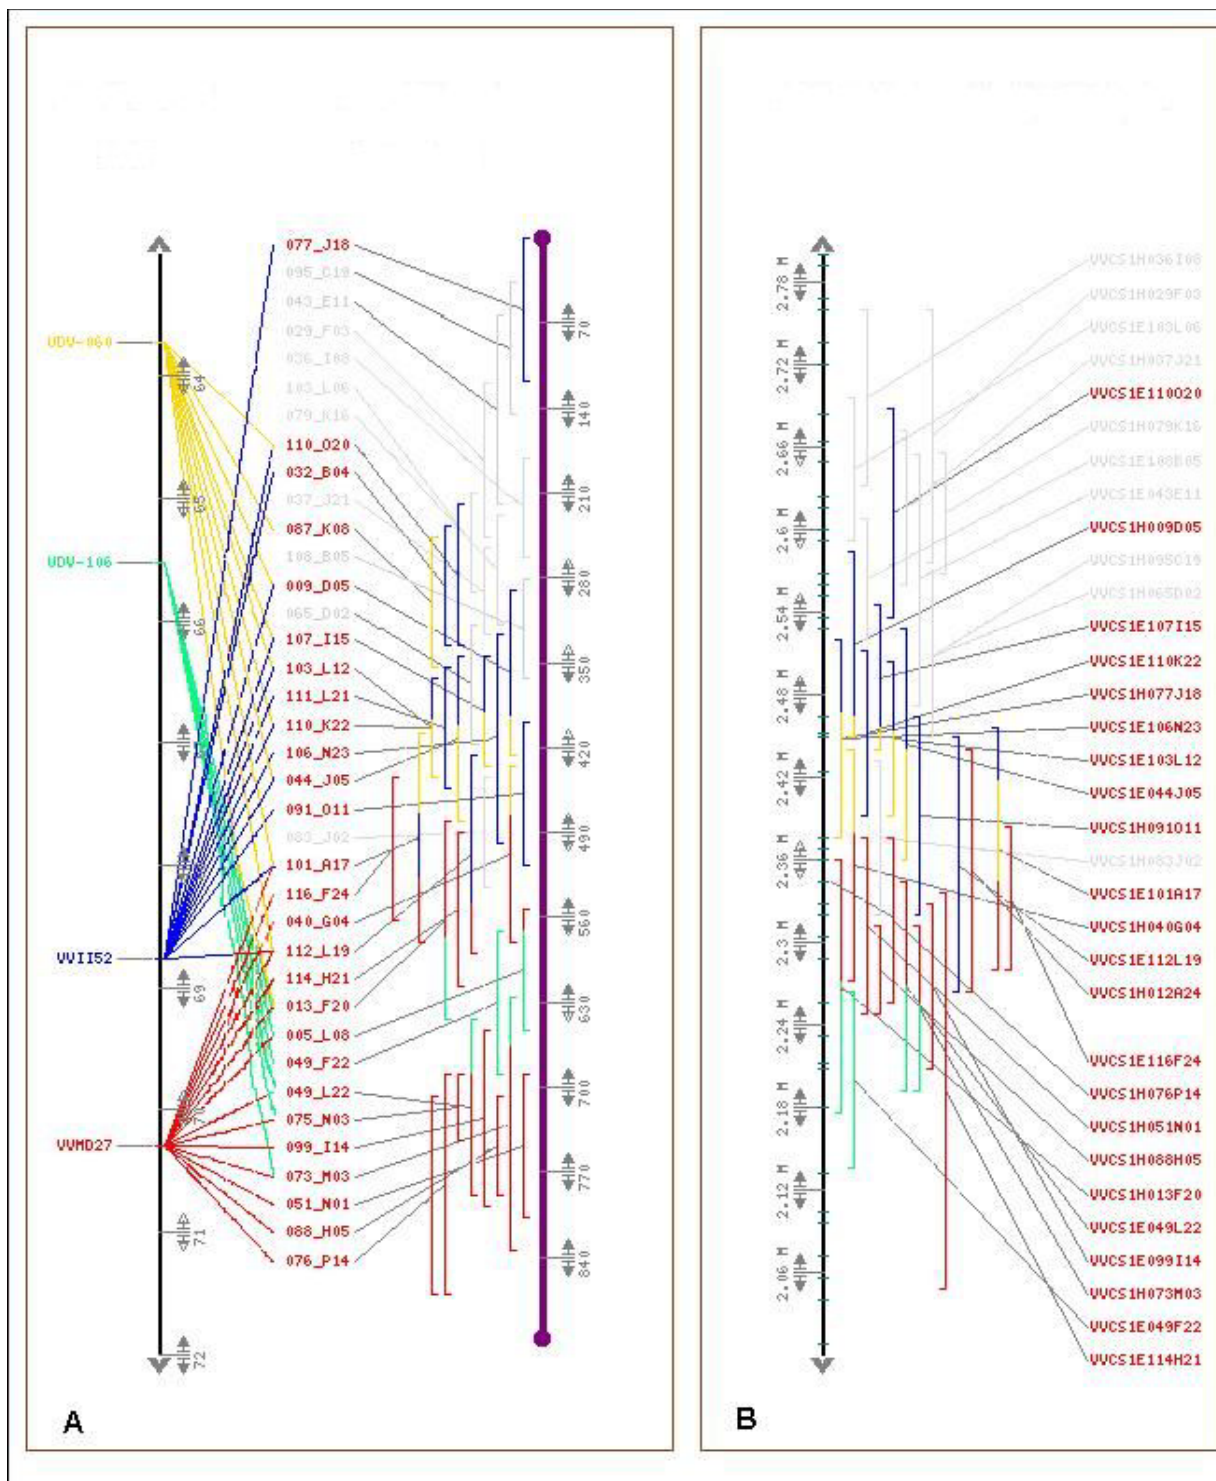 077_J18
095_C19
043_E11
029_F03
036_I08
103_L06
079_K16
110_O20
032_B04
037_J21
087_K08
108_B05
009_D05
065_D02
107_I15
103_L12
111_L21
110_K22
106_N23
044_J05
091_O11
083_J02
101_A17
116_F24
040_G04
112_L19
114_H21
013_F20
005_L08
049_F22
049_L22
075_N03
099_I14
073_M03
051_N01
088_H05
076_P14
UDV-060
UDV-106
VVII52
VVMD27
64
65
66
69
71
72
70
140
210
280
350
420
490
560
630
700
770
840
A
2.78 M
2.72 M
2.66 M
2.6 M
2.54 M
2.48 M
2.42 M
2.36 M
2.3 M
2.24 M
2.18 M
2.12 M
2.06 M
VVCS1H036I08
VVCS1H029F03
VVCS1E103L06
VVCS1H037J21
VVCS1E110O20
VVCS1H079K16
VVCS1E108B05
VVCS1E043E11
VVCS1H009D05
VVCS1H095C19
VVCS1H065D02
VVCS1E107I15
VVCS1E110K22
VVCS1H077J18
VVCS1E106N23
VVCS1E103L12
VVCS1E044J05
VVCS1H091O11
VVCS1H083J02
VVCS1E101A17
VVCS1H040G04
VVCS1E112L19
VVCS1H012A24
VVCS1E116F24
VVCS1H076P14
VVCS1H051N01
VVCS1H088H05
VVCS1H013F20
VVCS1E049L22
VVCS1E099I14
VVCS1H073M03
VVCS1E049F22
VVCS1E114H21
B